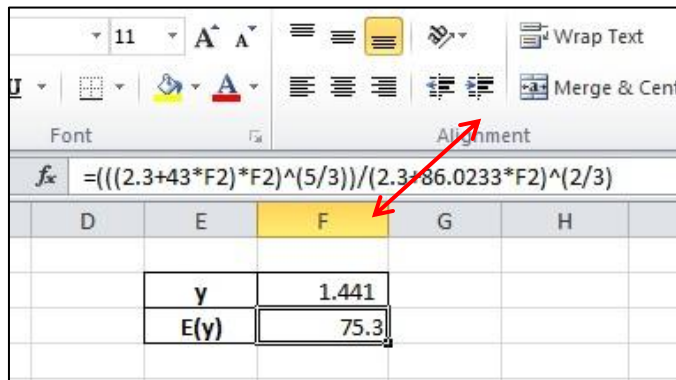 11 A A Wrap Text
U A Merge & Cent
Font Alignment
fx =(((2.3+43*F2)*F2)^(5/3))/(2.3+86.0233*F2)^(2/3)
D E F G H
y 1.441
E(y) 75.3